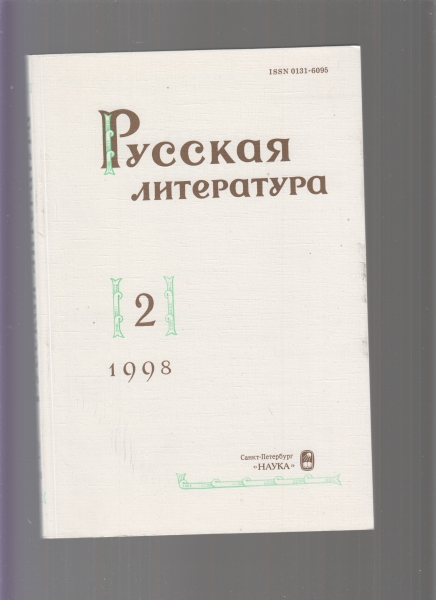 ISSN 0131-6095
Русская
литература
2
1998
Санкт-Петербург
«НАУКА»